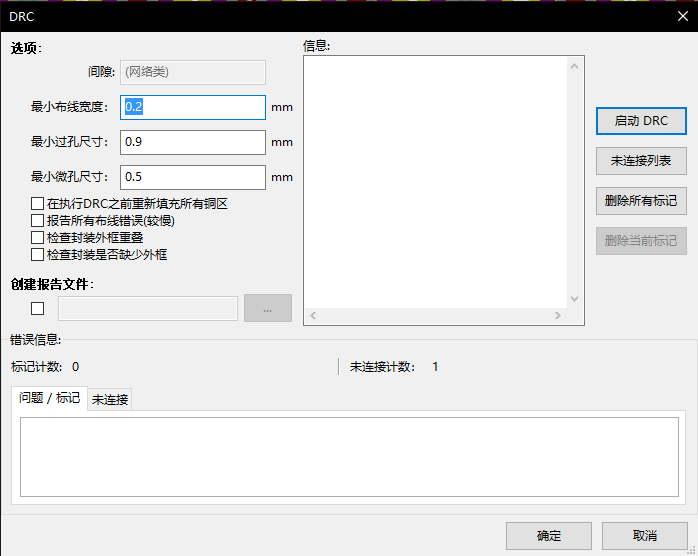 DRC
选项:
间隙: (网络类)
最小布线宽度: 0.2 mm
最小过孔尺寸: 0.9 mm
最小微孔尺寸: 0.5 mm
在执行DRC之前重新填充所有铜区
报告所有布线错误(较慢)
检查封装外框重叠
检查封装是否缺少外框
创建报告文件:
...
信息:
启动 DRC
未连接列表
删除所有标记
删除当前标记
错误信息:
标记计数: 0 未连接计数: 1
问题 / 标记 未连接
确定 取消